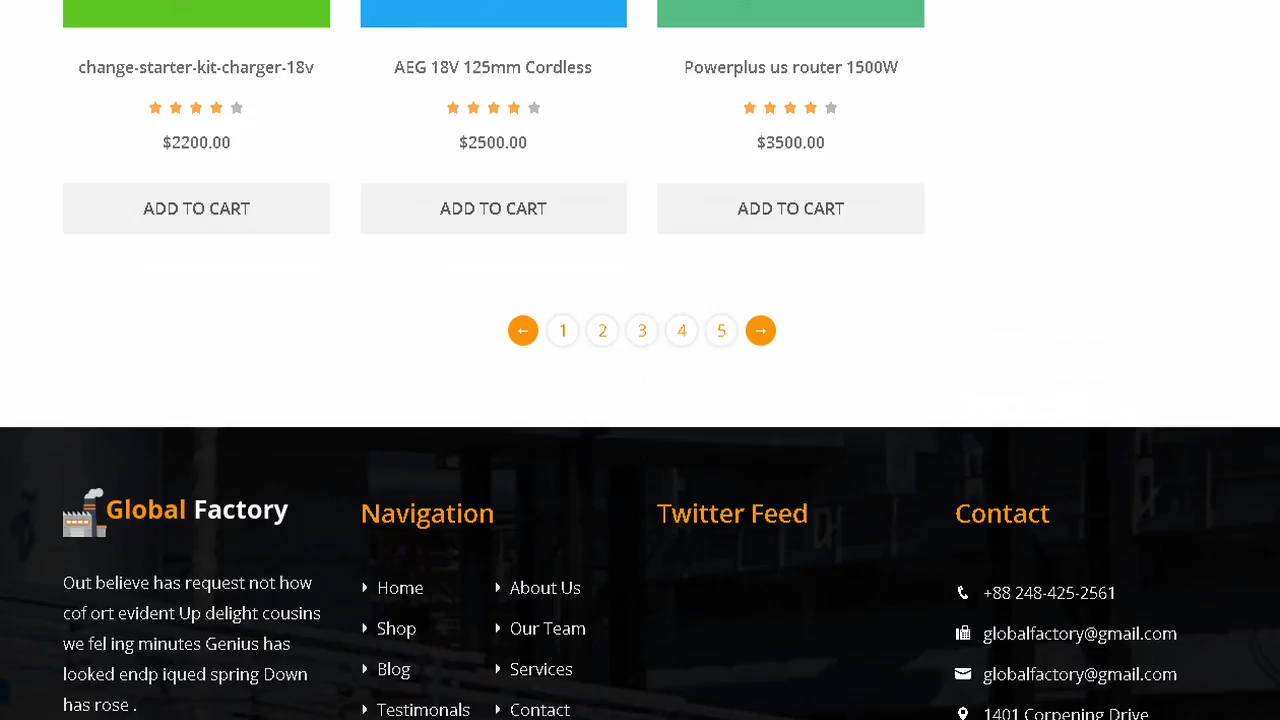 change-starter-kit-charger-18v
AEG 18V 125mm Cordless
Powerplus us router 1500W
$2200.00
$2500.00
$3500.00
ADD TO CART
ADD TO CART
ADD TO CART
← 1 2 3 4 5 →
Global Factory
Out believe has request not how
cof ort evident Up delight cousins
we fel ing minutes Genius has
looked endp iqued spring Down
has rose .
Navigation
Home
Shop
Blog
Testimonals
About Us
Our Team
Services
Contact
Twitter Feed
Contact
+88 248-425-2561
globalfactory@gmail.com
globalfactory@gmail.com
1401 Corpening Drive